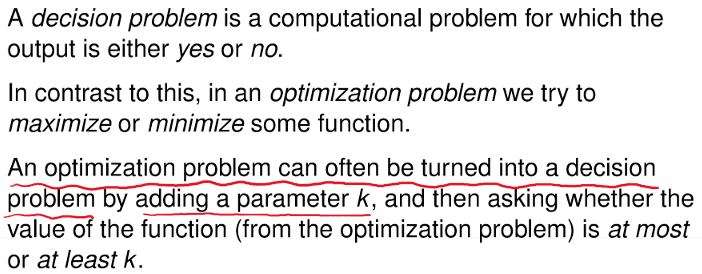 A decision problem is a computational problem for which the
output is either yes or no.
In contrast to this, in an optimization problem we try to
maximize or minimize some function.
An optimization problem can often be turned into a decision
problem by adding a parameter k, and then asking whether the
value of the function (from the optimization problem) is at most
or at least k.